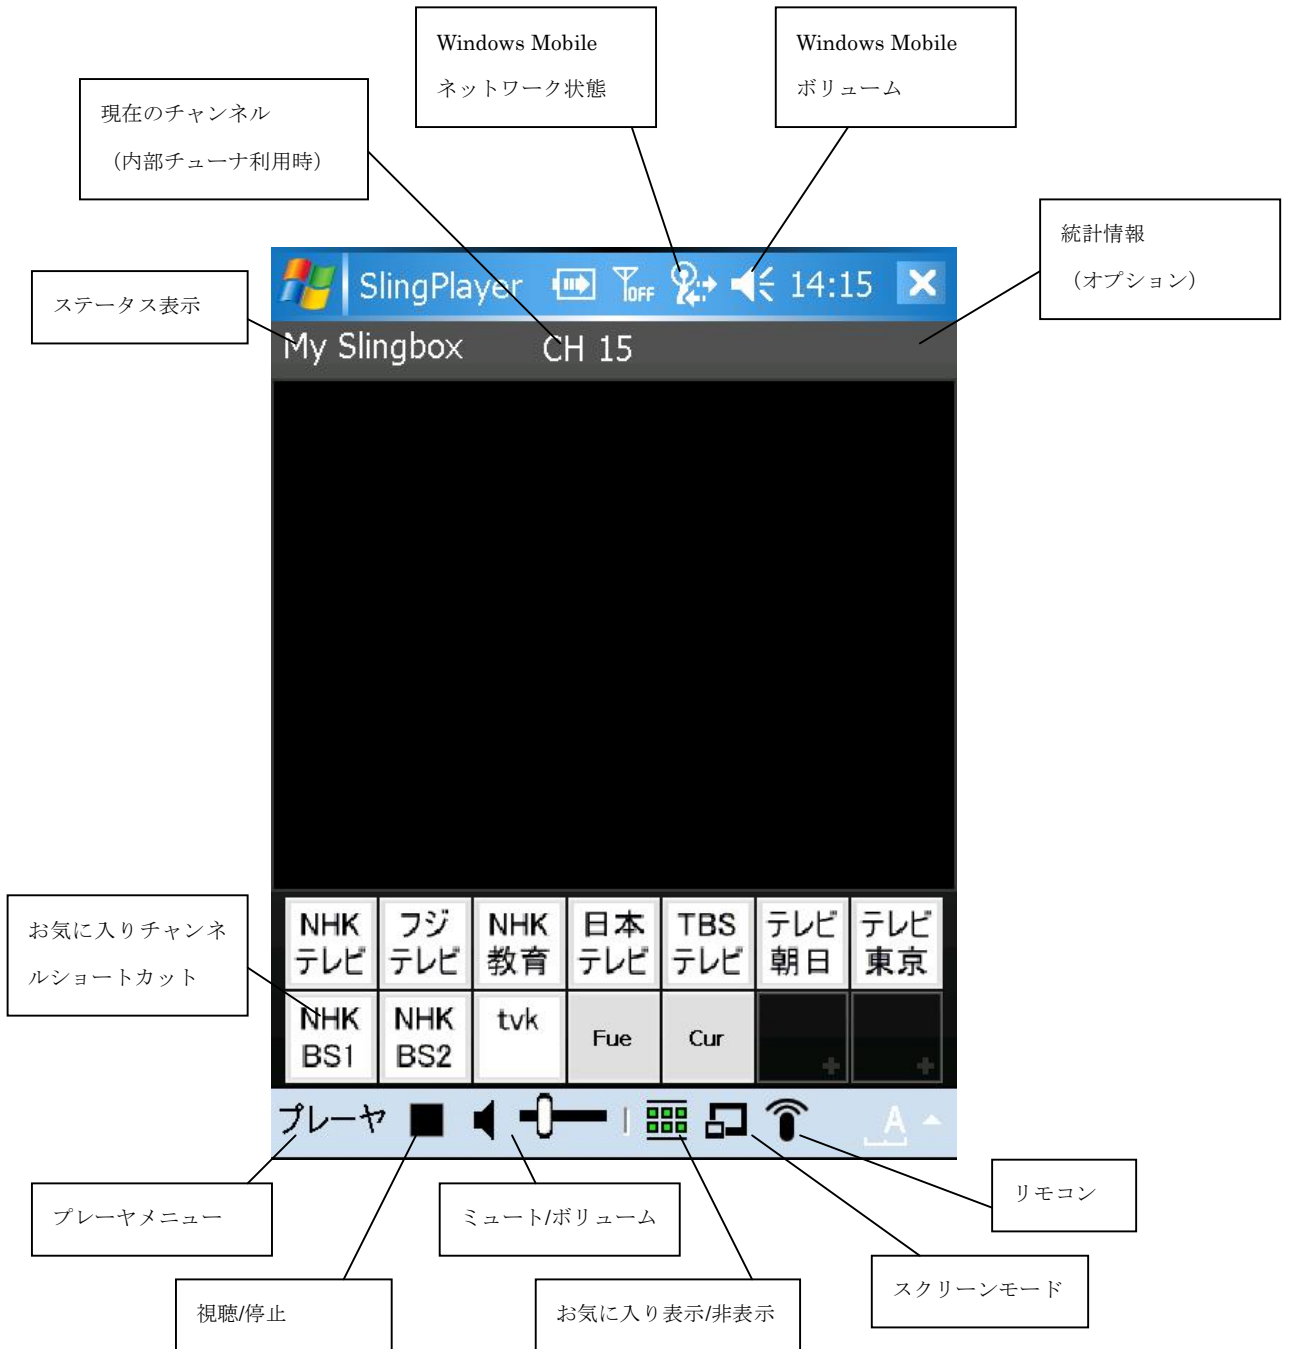 Windows Mobile
ネットワーク状態
Windows Mobile
ボリューム
現在のチャンネル
（内部チューナ利用時）
統計情報
（オプション）
ステータス表示
SlingPlayer OFF 14:15
My Slingbox CH 15
NHK
テレビ
フジ
テレビ
NHK
教育
日本
テレビ
TBS
テレビ
テレビ
朝日
テレビ
東京
お気に入りチャンネ
ルショートカット
NHK
BS1
NHK
BS2
tvk
Fue
Cur
プレーヤ A
プレーヤメニュー
ミュート/ボリューム
リモコン
視聴/停止
お気に入り表示/非表示
スクリーンモード